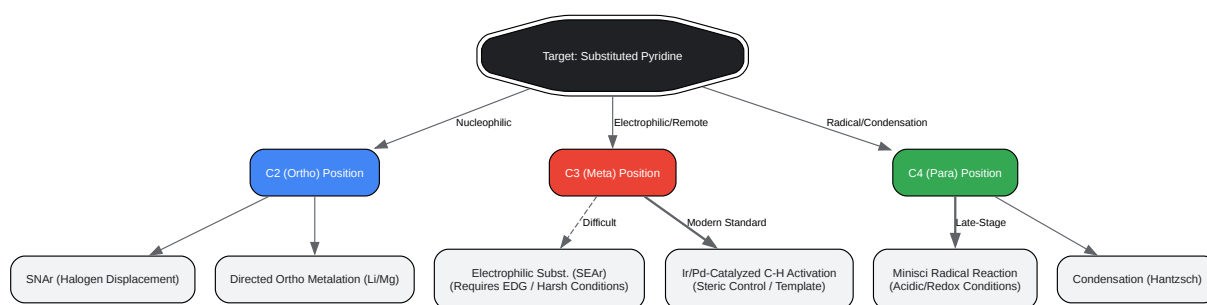 Target: Substituted Pyridine
Nucleophilic
Electrophilic/Remote
Radical/Condensation
C2 (Ortho) Position
C3 (Meta) Position
C4 (Para) Position
Difficult
Modern Standard
Late-Stage
SNAr (Halogen Displacement)
Directed Ortho Metalation (Li/Mg)
Electrophilic Subst. (SEAr)
(Requires EDG / Harsh Conditions)
Ir/Pd-Catalyzed C-H Activation
(Steric Control / Template)
Minisci Radical Reaction
(Acidic/Redox Conditions)
Condensation (Hantzsch)